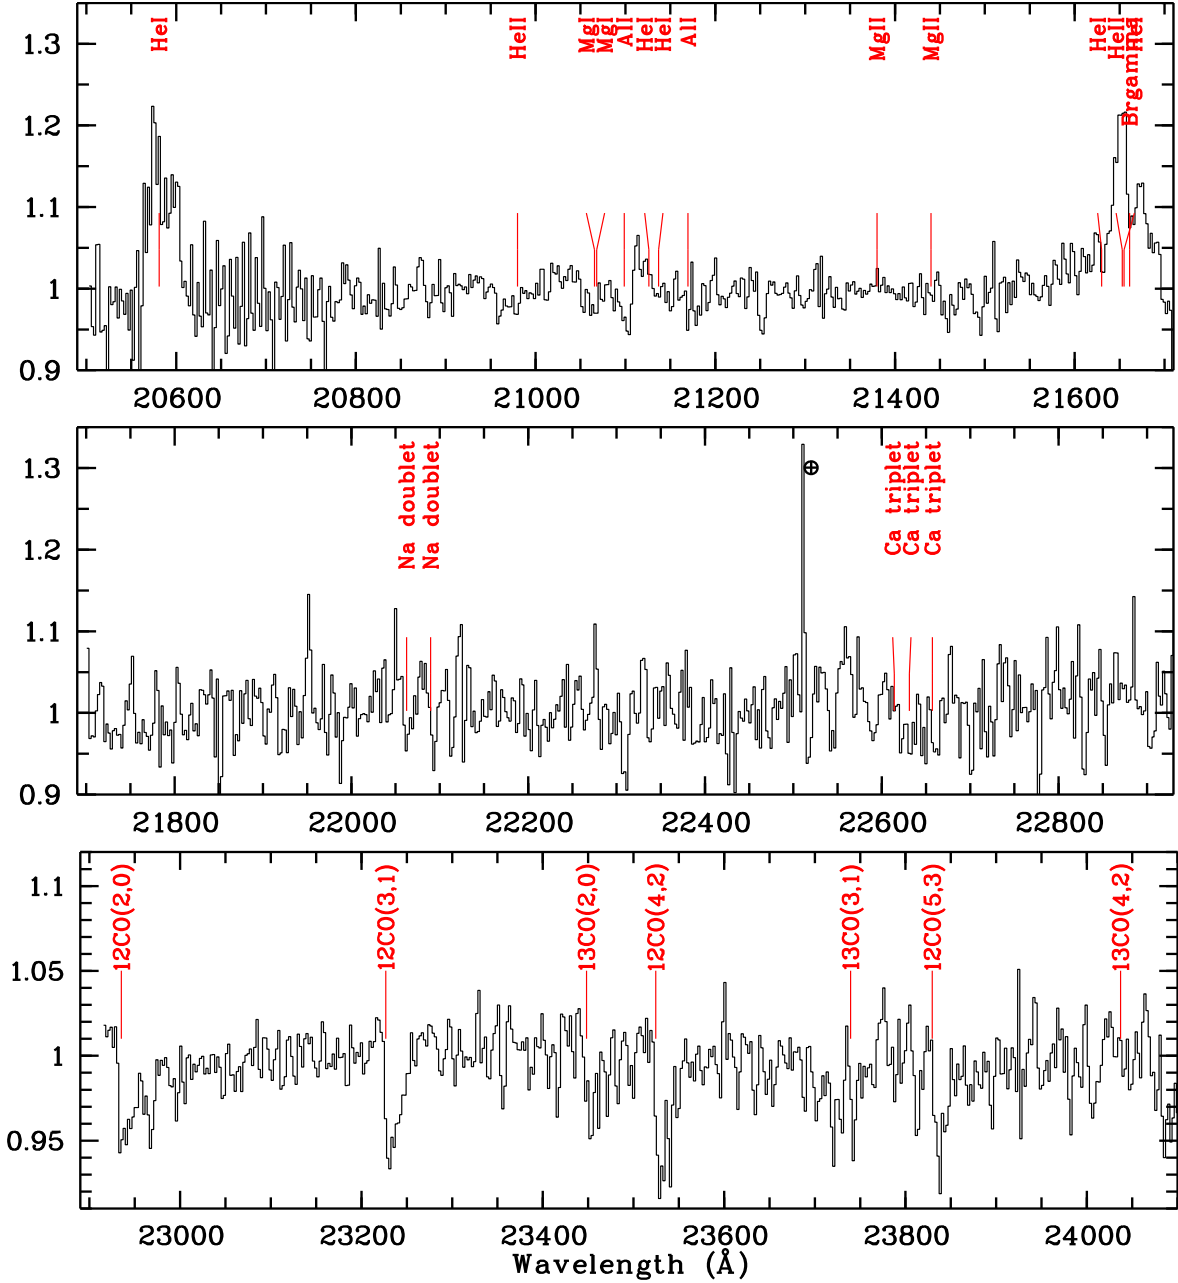 HeI HeII MgI MgI AlI HeI HeI AlI MgII MgII HeI HeII Brgamma HeI
1.3
1.2
1.1
1
0.9
20600 20800 21000 21200 21400 21600
Na doublet Na doublet Ca triplet Ca triplet Ca triplet
1.3
1.2
1.1
1
0.9
21800 22000 22200 22400 22600 22800
12CO(2,0) 12CO(3,1) 13CO(2,0) 12CO(4,2) 13CO(3,1) 12CO(5,3) 13CO(4,2)
1.1
1.05
1
0.95
23000 23200 23400 23600 23800 24000
Wavelength (Å)